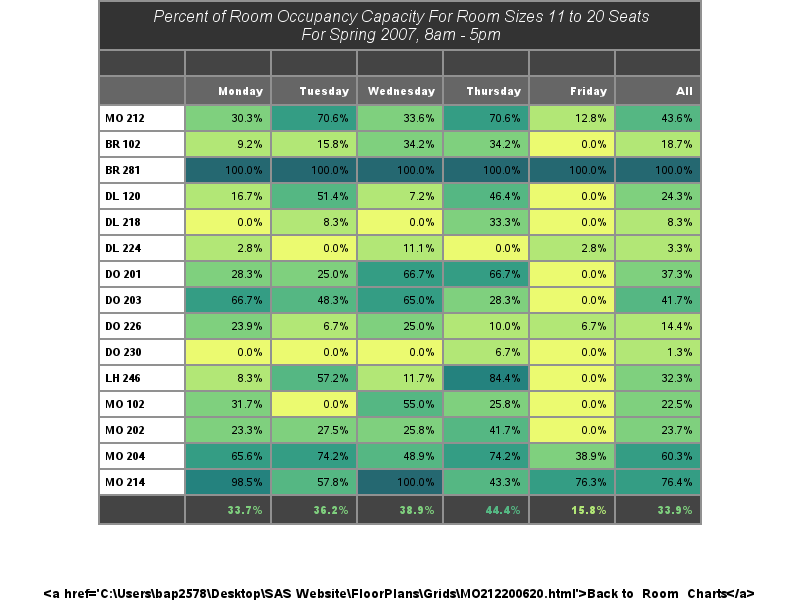 Percent of Room Occupancy Capacity For Room Sizes 11 to 20 Seats
For Spring 2007, 8am - 5pm
Monday Tuesday Wednesday Thursday Friday All
MO 212 30.3% 70.6% 33.6% 70.6% 12.8% 43.6%
BR 102 9.2% 15.8% 34.2% 34.2% 0.0% 18.7%
BR 281 100.0% 100.0% 100.0% 100.0% 100.0% 100.0%
DL 120 16.7% 51.4% 7.2% 46.4% 0.0% 24.3%
DL 218 0.0% 8.3% 0.0% 33.3% 0.0% 8.3%
DL 224 2.8% 0.0% 11.1% 0.0% 2.8% 3.3%
DO 201 28.3% 25.0% 66.7% 66.7% 0.0% 37.3%
DO 203 66.7% 48.3% 65.0% 28.3% 0.0% 41.7%
DO 226 23.9% 6.7% 25.0% 10.0% 6.7% 14.4%
DO 230 0.0% 0.0% 0.0% 6.7% 0.0% 1.3%
LH 246 8.3% 57.2% 11.7% 84.4% 0.0% 32.3%
MO 102 31.7% 0.0% 55.0% 25.8% 0.0% 22.5%
MO 202 23.3% 27.5% 25.8% 41.7% 0.0% 23.7%
MO 204 65.6% 74.2% 48.9% 74.2% 38.9% 60.3%
MO 214 98.5% 57.8% 100.0% 43.3% 76.3% 76.4%
33.7% 36.2% 38.9% 44.4% 15.8% 33.9%
<a href='C:\Users\bap2578\Desktop\SAS Website\FloorPlans\Grids\MO212200620.html'>Back to Room Charts</a>